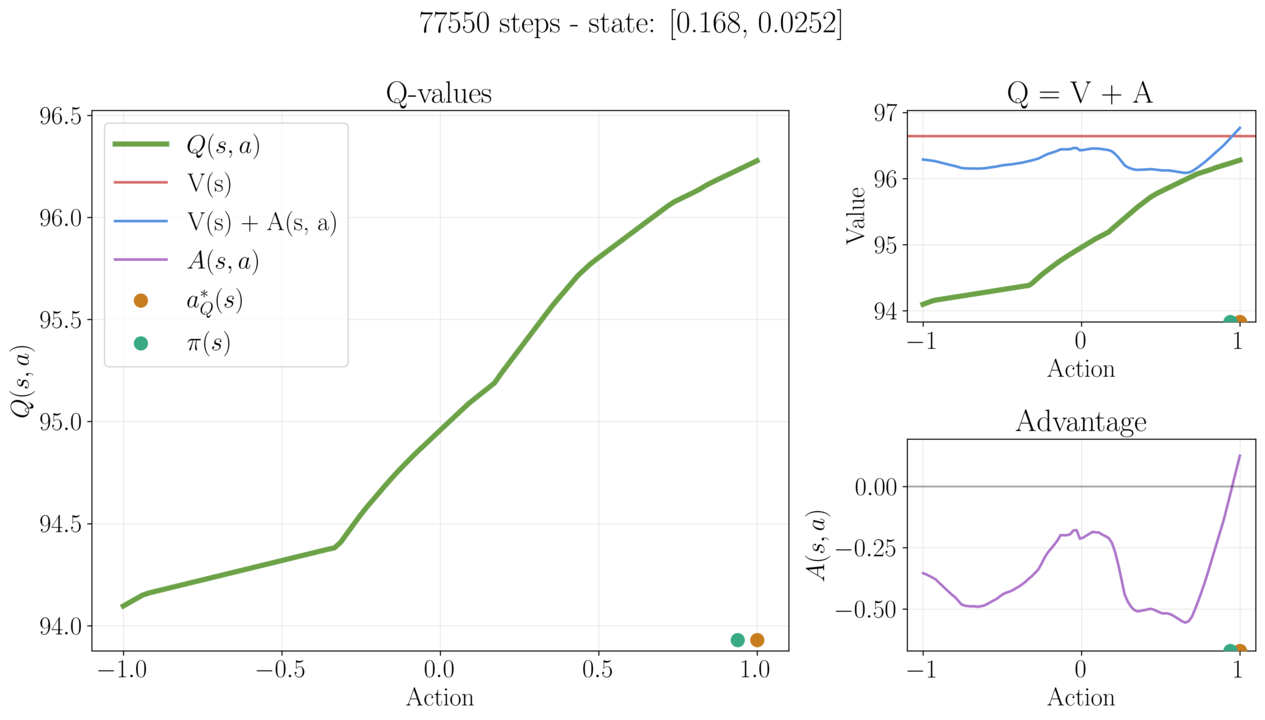 77550 steps - state: [0.168, 0.0252]
Q-values
96.5
96.0
95.5
95.0
94.5
94.0
Q(s, a)
Q(s, a)
V(s)
V(s) + A(s, a)
A(s, a)
a*_Q(s)
π(s)
−1.0
−0.5
0.0
0.5
1.0
Action
Q = V + A
97
96
95
94
Value
−1
0
1
Action
Advantage
0.00
−0.25
−0.50
A(s, a)
−1
0
1
Action